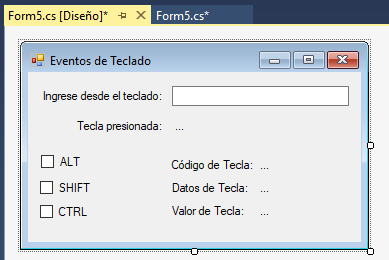 Form5.cs [Diseño]* Form5.cs*
Eventos de Teclado
Ingrese desde el teclado:
Tecla presionada: ...
ALT Código de Tecla: ...
SHIFT Datos de Tecla: ...
CTRL Valor de Tecla: ...